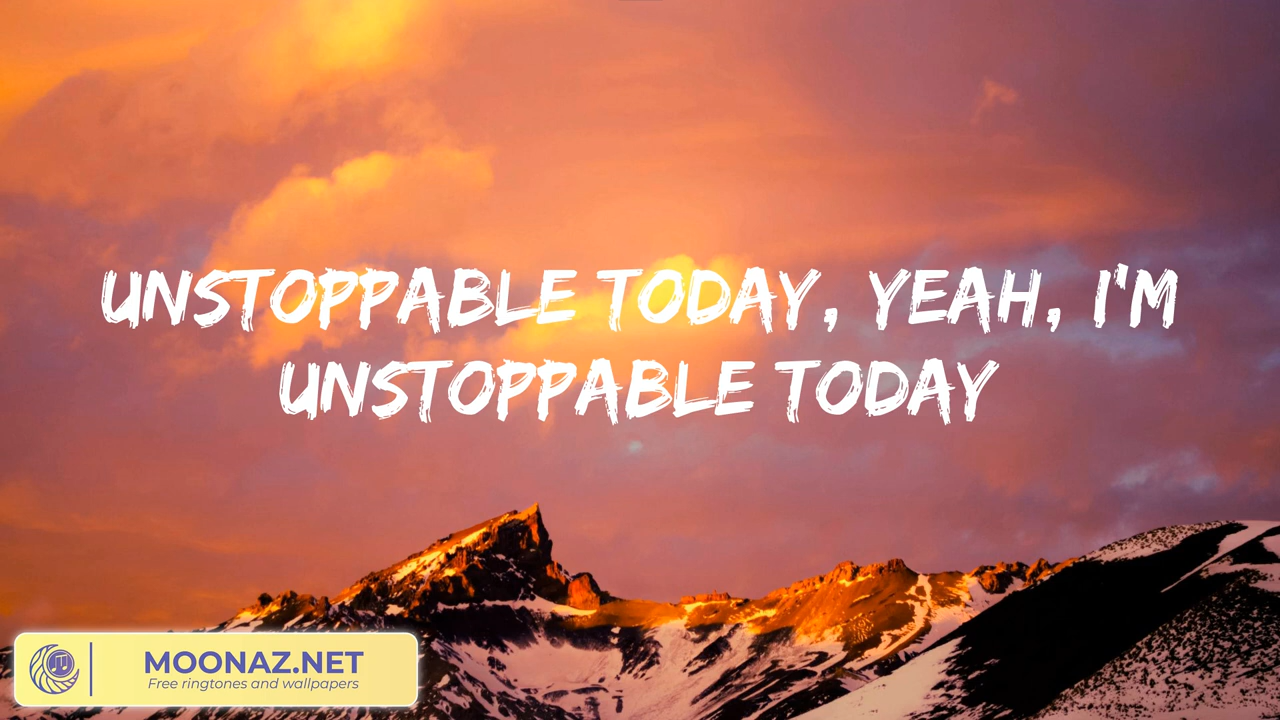 UNSTOPPABLE TODAY, YEAH, I'M
UNSTOPPABLE TODAY
MOONAZ.NET
Free ringtones and wallpapers